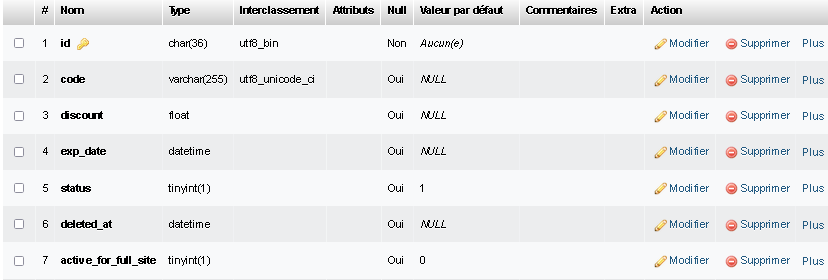 # Nom Type Interclassement Attributs Null Valeur par défaut Commentaires Extra Action
1 id char(36) utf8_bin Non Aucun(e) Modifier Supprimer Plus
2 code varchar(255) utf8_unicode_ci Oui NULL Modifier Supprimer Plus
3 discount float Oui NULL Modifier Supprimer Plus
4 exp_date datetime Oui NULL Modifier Supprimer Plus
5 status tinyint(1) Oui 1 Modifier Supprimer Plus
6 deleted_at datetime Oui NULL Modifier Supprimer Plus
7 active_for_full_site tinyint(1) Oui 0 Modifier Supprimer Plus